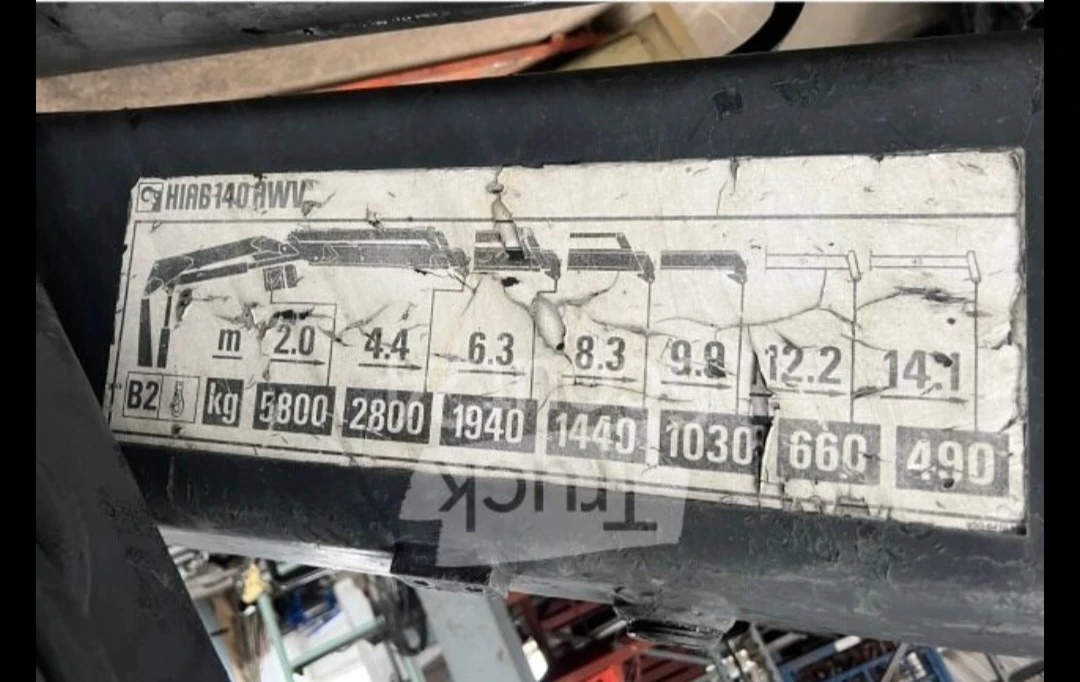 HIAB 140 AWV
m 2.0 4.4 6.3 8.3 9.9 12.2 14.1
B2 kg 5800 2800 1940 1440 1030 660 490
Truck